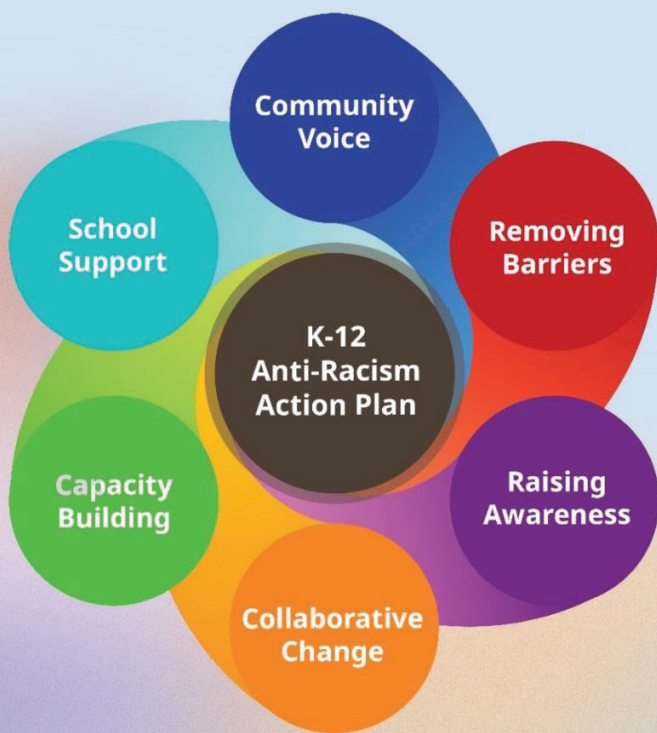 Community
Voice
Removing
Barriers
Raising
Awareness
Collaborative
Change
Capacity
Building
School
Support
K-12
Anti-Racism
Action Plan